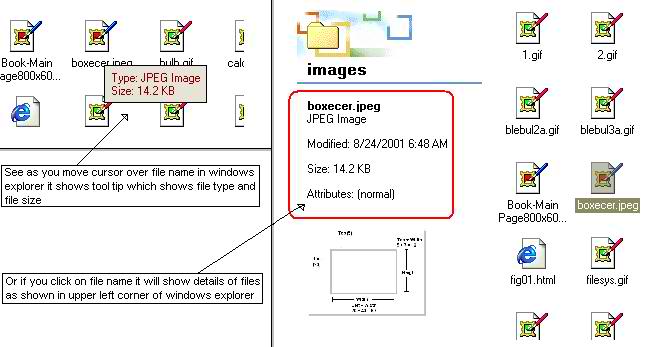 Book-Main
Page800x60...
boxecer.jpeg
bulb.gif
calc
Type: JPEG Image
Size: 14.2 KB
See as you move cursor over file name in windows
explorer it shows tool tip which shows file type and
file size
Or if you click on file name it will show details of files
as shown in upper left corner of windows explorer
images
boxecer.jpeg
JPEG Image
Modified: 8/24/2001 6:48 AM
Size: 14.2 KB
Attributes: (normal)
1.gif
2.gif
blebul2a.gif
blebul3a.gif
Book-Main
Page800x60...
boxecer.jpeg
fig01.html
filesys.gif